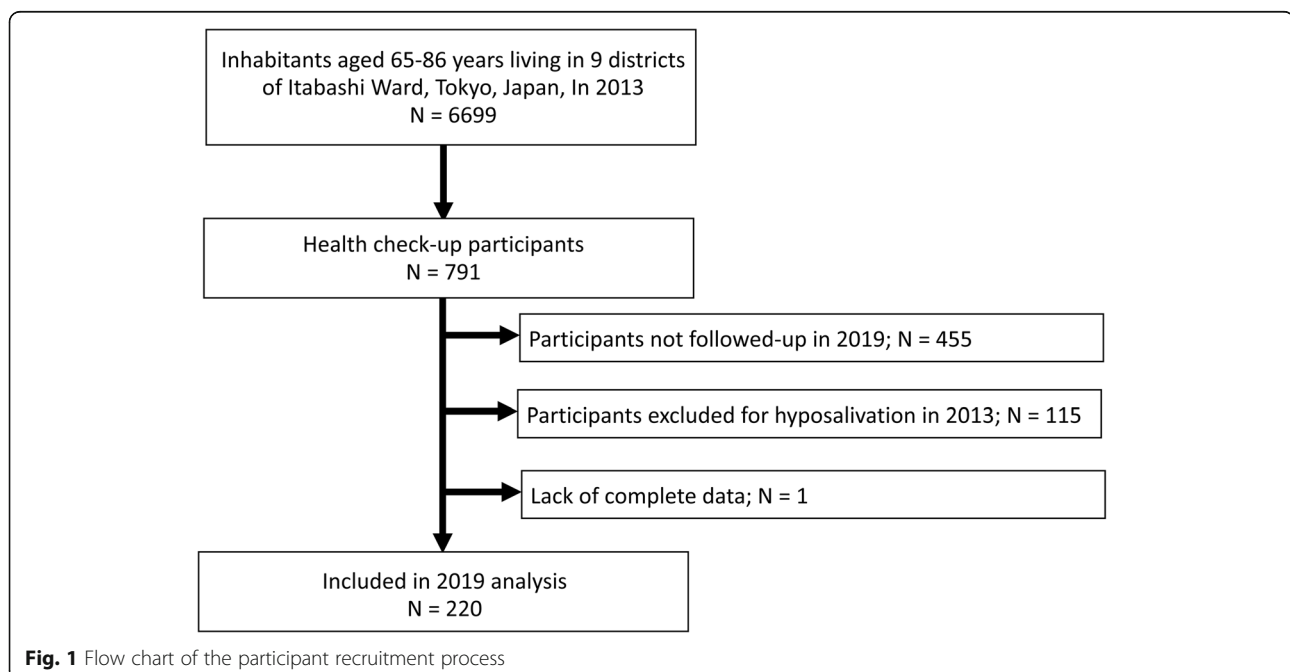 Inhabitants aged 65-86 years living in 9 districts
of Itabashi Ward, Tokyo, Japan, In 2013
N = 6699
Health check-up participants
N = 791
Participants not followed-up in 2019; N = 455
Participants excluded for hyposalivation in 2013; N = 115
Lack of complete data; N = 1
Included in 2019 analysis
N = 220
Fig. 1 Flow chart of the participant recruitment process